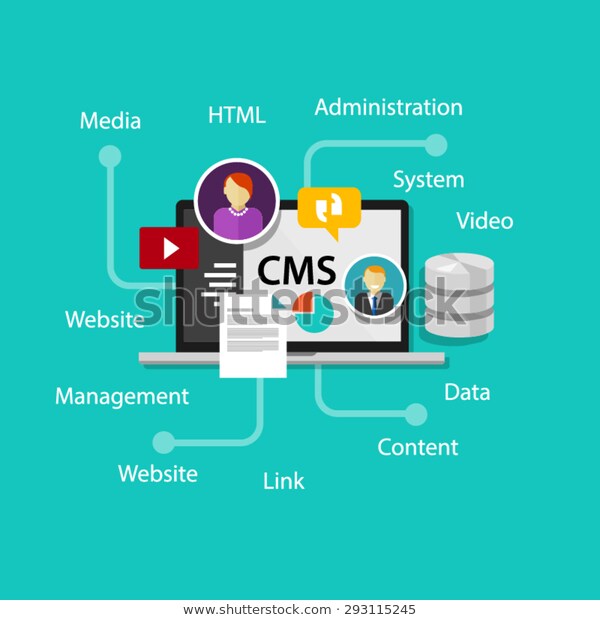 HTML
Administration
Media
System
Video
CMS
shutterstock
Website
Management
Data
Content
Website
Link
www.shutterstock.com • 293115245